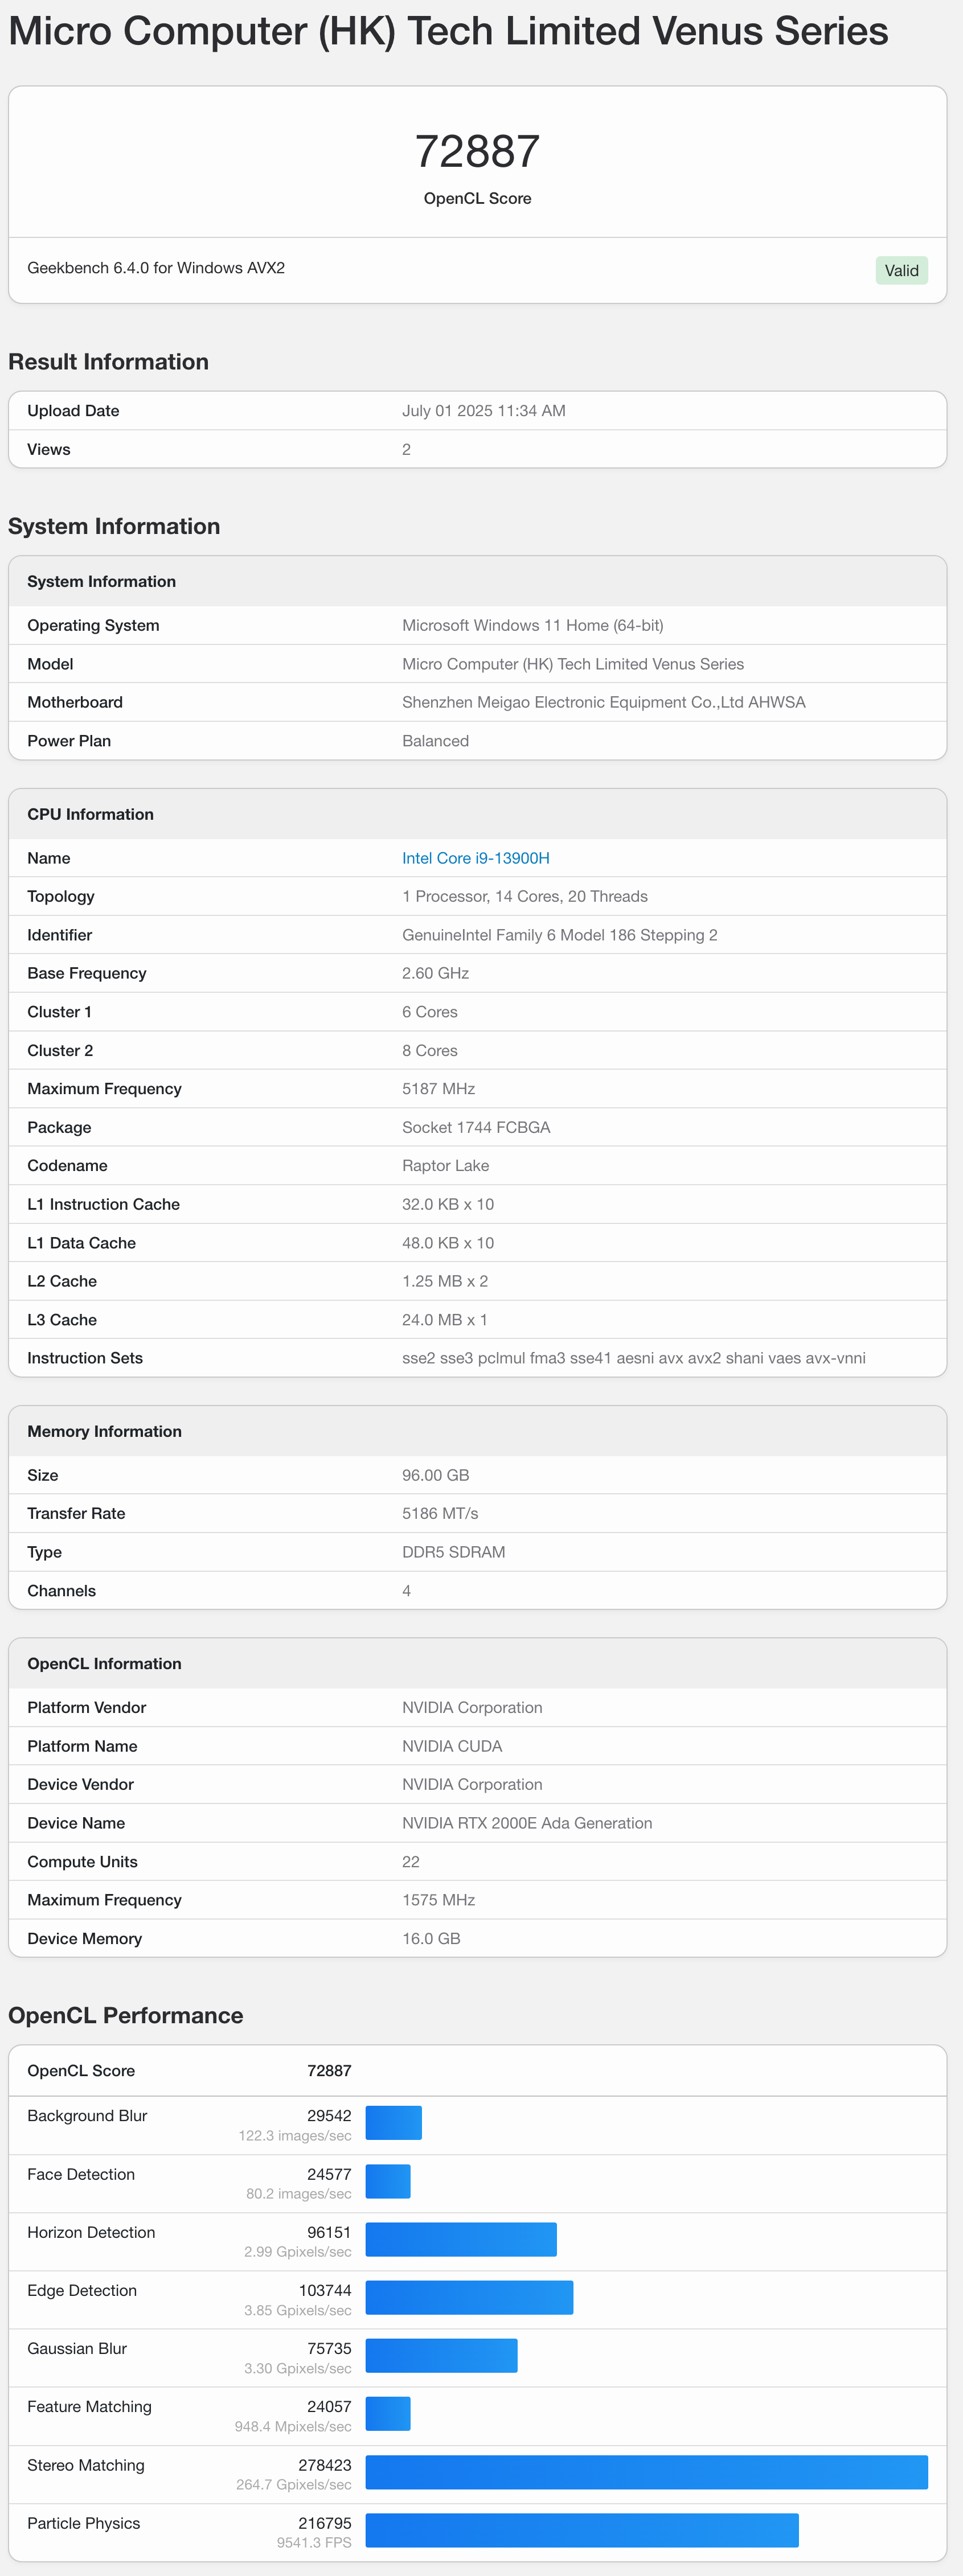 Micro Computer (HK) Tech Limited Venus Series
72887
OpenCL Score
Geekbench 6.4.0 for Windows AVX2
Valid
Result Information
Upload Date July 01 2025 11:34 AM
Views 2
System Information
System Information
Operating System Microsoft Windows 11 Home (64-bit)
Model Micro Computer (HK) Tech Limited Venus Series
Motherboard Shenzhen Meigao Electronic Equipment Co.,Ltd AHWSA
Power Plan Balanced
CPU Information
Name Intel Core i9-13900H
Topology 1 Processor, 14 Cores, 20 Threads
Identifier GenuineIntel Family 6 Model 186 Stepping 2
Base Frequency 2.60 GHz
Cluster 1 6 Cores
Cluster 2 8 Cores
Maximum Frequency 5187 MHz
Package Socket 1744 FCBGA
Codename Raptor Lake
L1 Instruction Cache 32.0 KB x 10
L1 Data Cache 48.0 KB x 10
L2 Cache 1.25 MB x 2
L3 Cache 24.0 MB x 1
Instruction Sets sse2 sse3 pclmul fma3 sse41 aesni avx avx2 shani vaes avx-vnni
Memory Information
Size 96.00 GB
Transfer Rate 5186 MT/s
Type DDR5 SDRAM
Channels 4
OpenCL Information
Platform Vendor NVIDIA Corporation
Platform Name NVIDIA CUDA
Device Vendor NVIDIA Corporation
Device Name NVIDIA RTX 2000E Ada Generation
Compute Units 22
Maximum Frequency 1575 MHz
Device Memory 16.0 GB
OpenCL Performance
OpenCL Score 72887
Background Blur 29542
122.3 images/sec
Face Detection 24577
80.2 images/sec
Horizon Detection 96151
2.99 Gpixels/sec
Edge Detection 103744
3.85 Gpixels/sec
Gaussian Blur 75735
3.30 Gpixels/sec
Feature Matching 24057
948.4 Mpixels/sec
Stereo Matching 278423
264.7 Gpixels/sec
Particle Physics 216795
9541.3 FPS